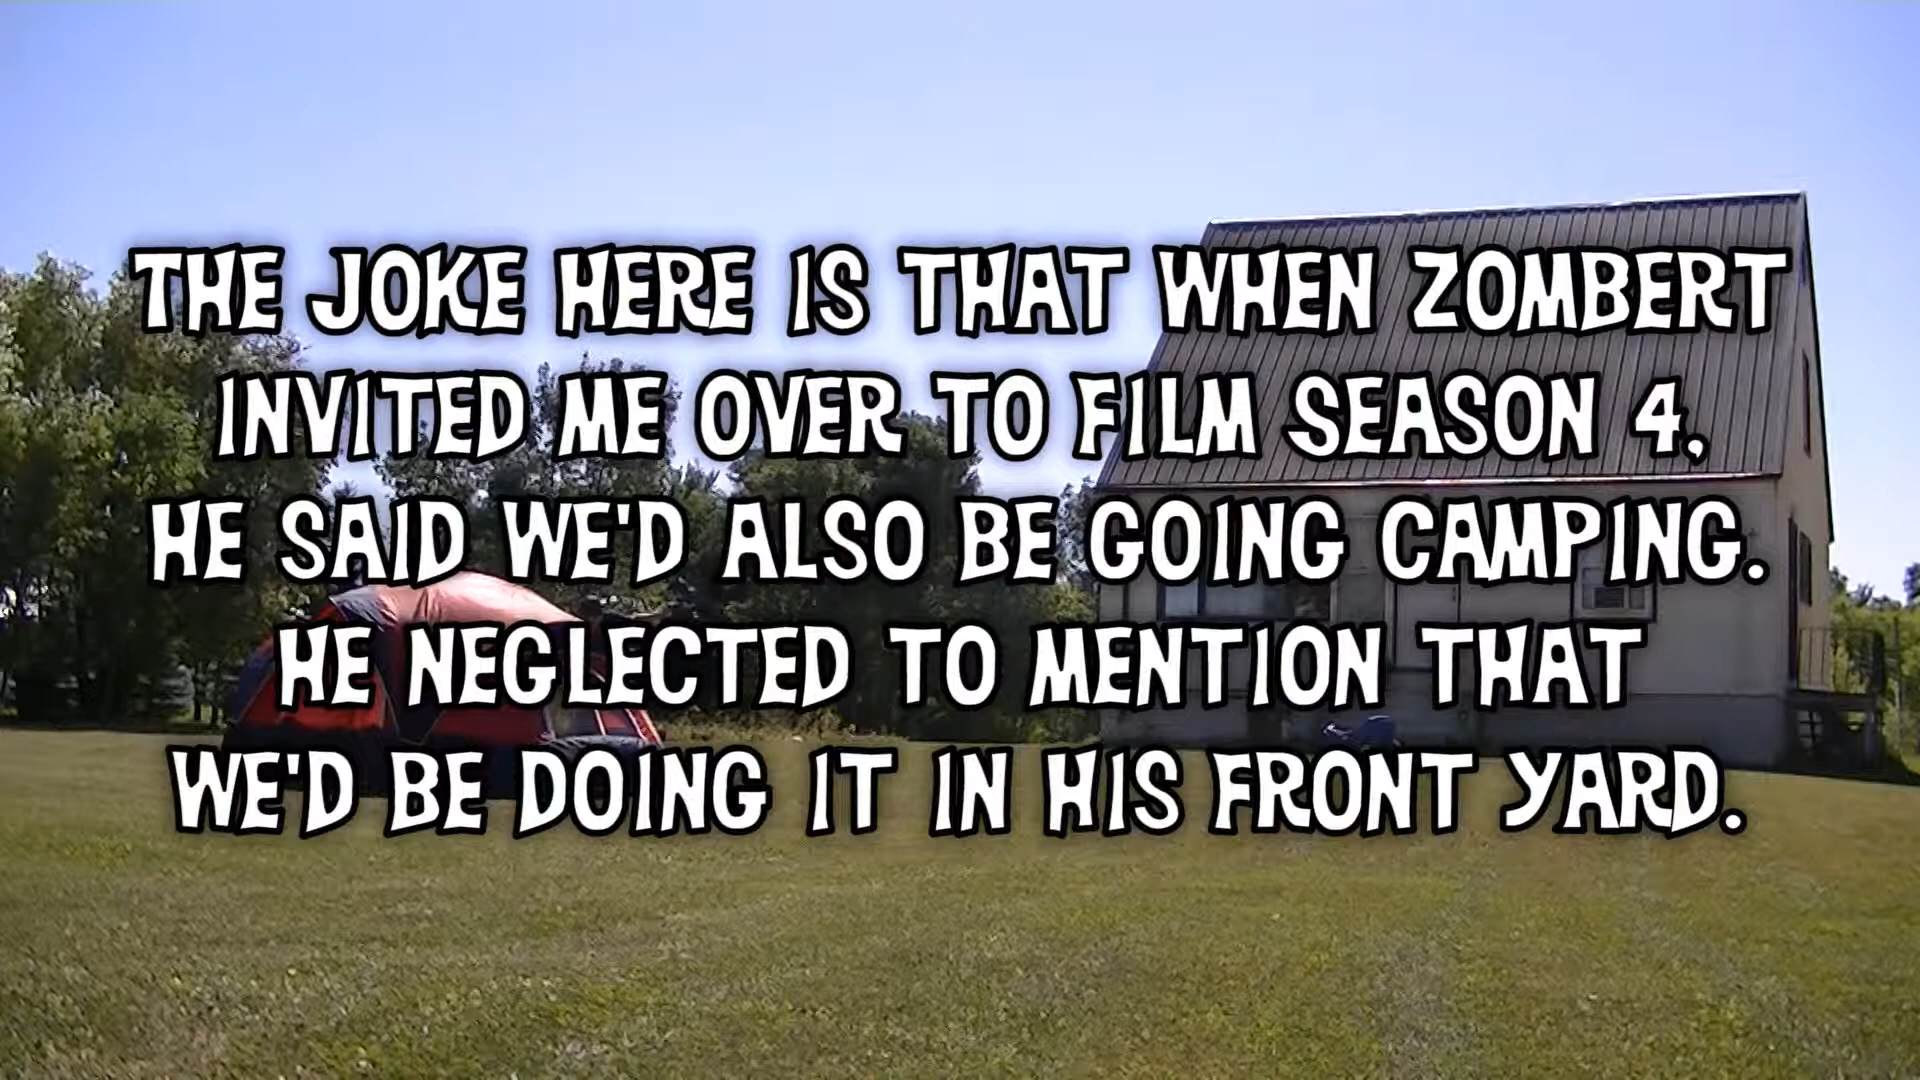 THE JOKE HERE IS THAT WHEN ZOMBERT
INVITED ME OVER TO FILM SEASON 4,
HE SAID WE'D ALSO BE GOING CAMPING.
HE NEGLECTED TO MENTION THAT
WE'D BE DOING IT IN HIS FRONT YARD.